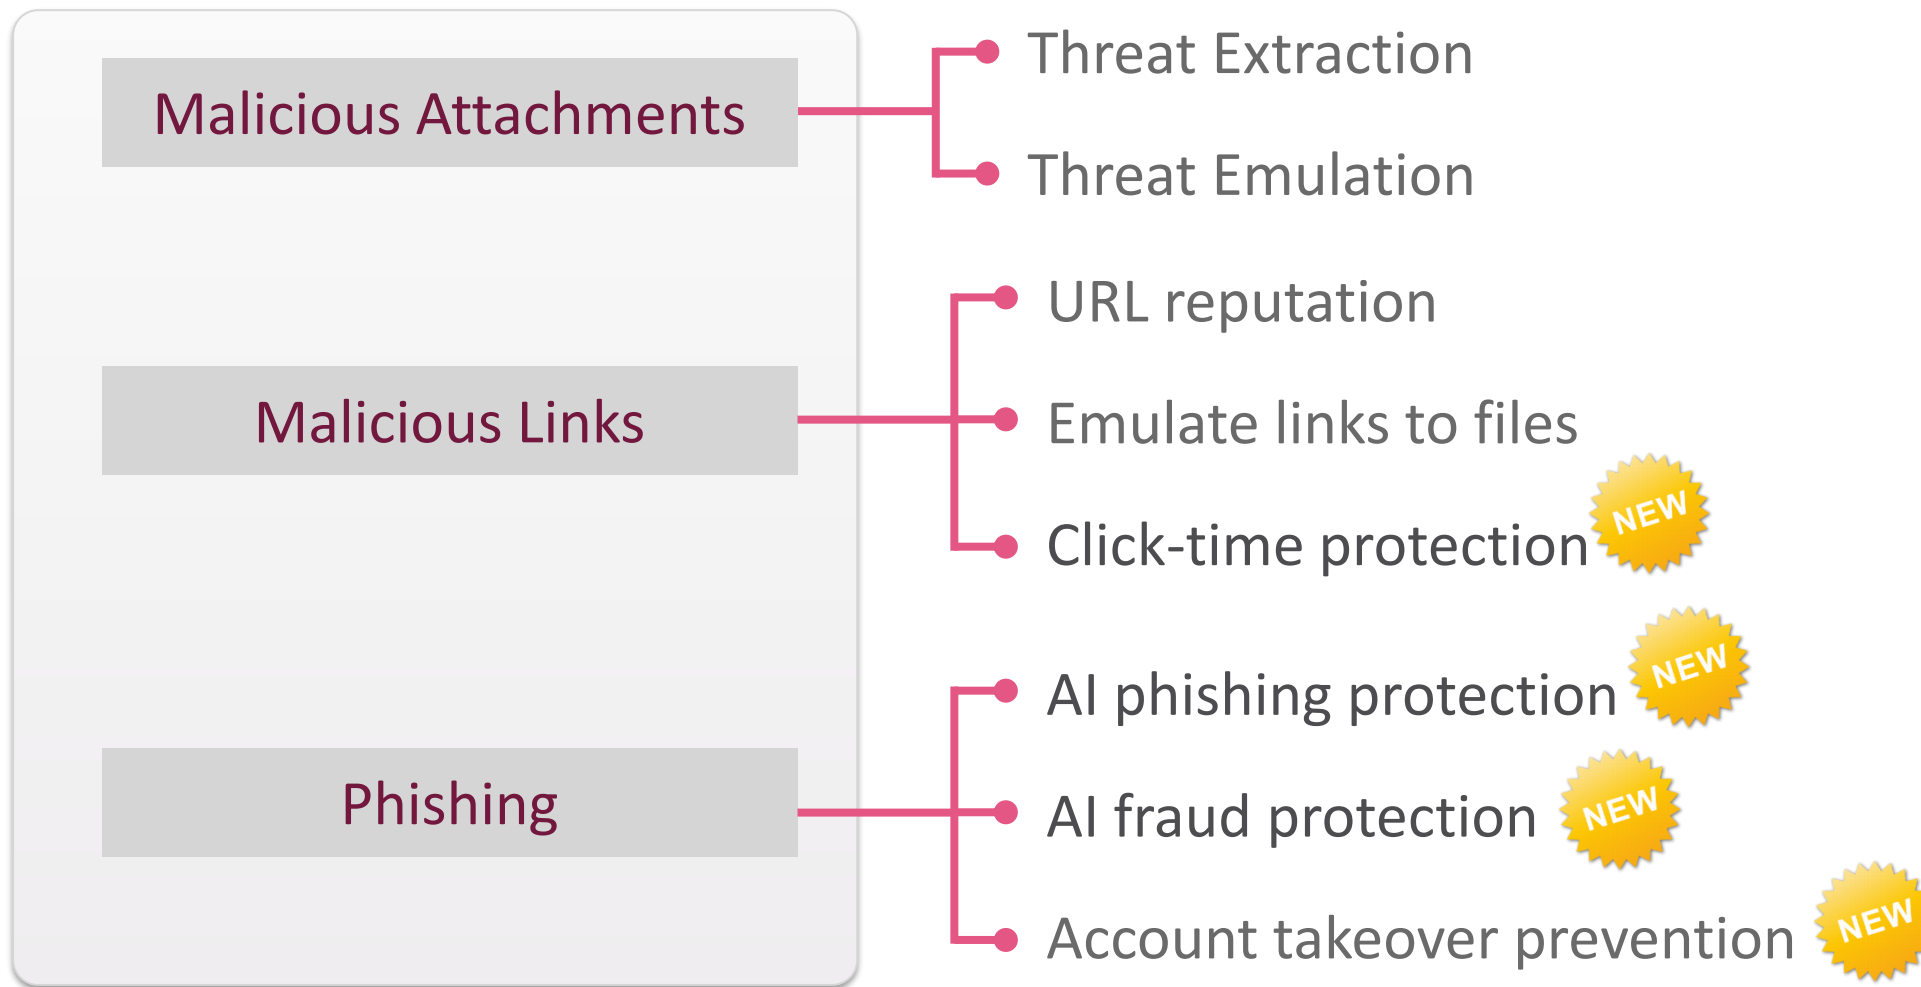 Malicious Attachments
Threat Extraction
Threat Emulation
Malicious Links
URL reputation
Emulate links to files
Click-time protection
NEW
Phishing
AI phishing protection
NEW
AI fraud protection
NEW
Account takeover prevention
NEW